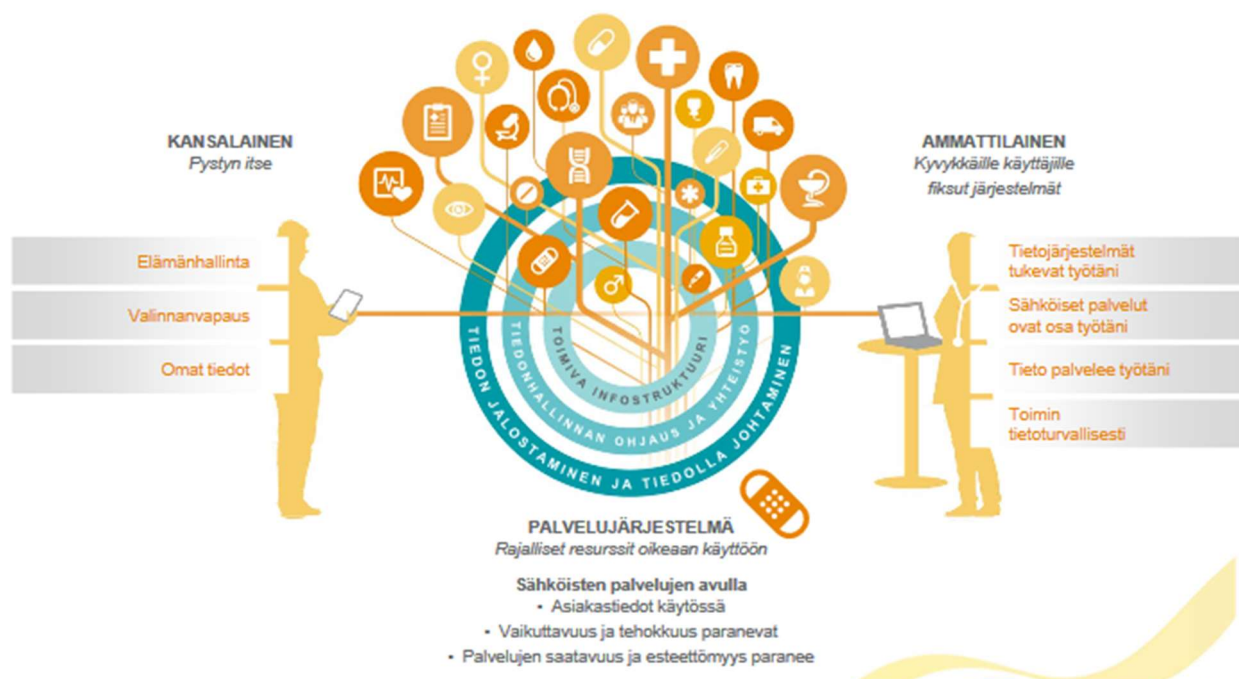 KANSALAINEN
Pystyn itse
Elämänhallinta
Valinnanvapaus
Omat tiedot
TOIMIVA INFOSTRUKTUURI
TIEDONHALLINNAN OHJAUS JA YHTEISTYÖ
TIEDON JALOSTAMINEN JA TIEDOLLA JOHTAMINEN
AMMATTILAINEN
Kyvykkäille käyttäjille
fiksut järjestelmät
Tietojärjestelmät
tukevat työtäni
Sähköiset palvelut
ovat osa työtäni
Tieto palvelee työtäni
Toimin
tietoturvallisesti
PALVELUJÄRJESTELMÄ
Rajalliset resurssit oikeaan käyttöön
Sähköisten palvelujen avulla
• Asiakastiedot käytössä
• Vaikuttavuus ja tehokkuus paranevat
• Palvelujen saatavuus ja esteettömyys paranee